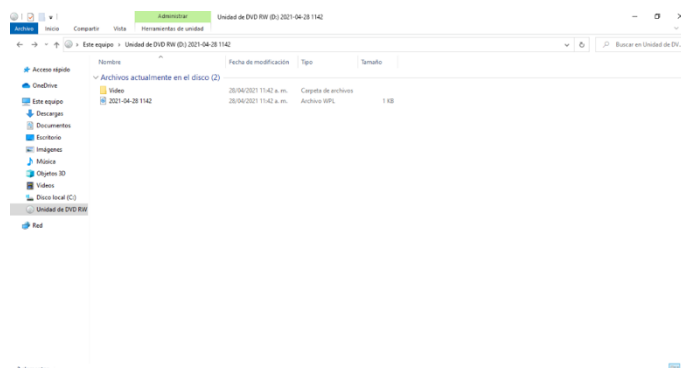 Administrar Unidad de DVD RW (D:) 2021-04-28 1142
Archivo Inicio Compartir Vista Herramientas de unidad
Este equipo › Unidad de DVD RW (D:) 2021-04-28 1142 Buscar en Unidad de DV...
Nombre Fecha de modificación Tipo Tamaño
Acceso rápido
Archivos actualmente en el disco (2)
OneDrive
Video 28/04/2021 11:42 a. m. Carpeta de archivos
Este equipo
2021-04-28 1142 28/04/2021 11:42 a. m. Archivo WPL 1 KB
Descargas
Documentos
Escritorio
Imágenes
Música
Objetos 3D
Videos
Disco local (C:)
Unidad de DVD RW
Red